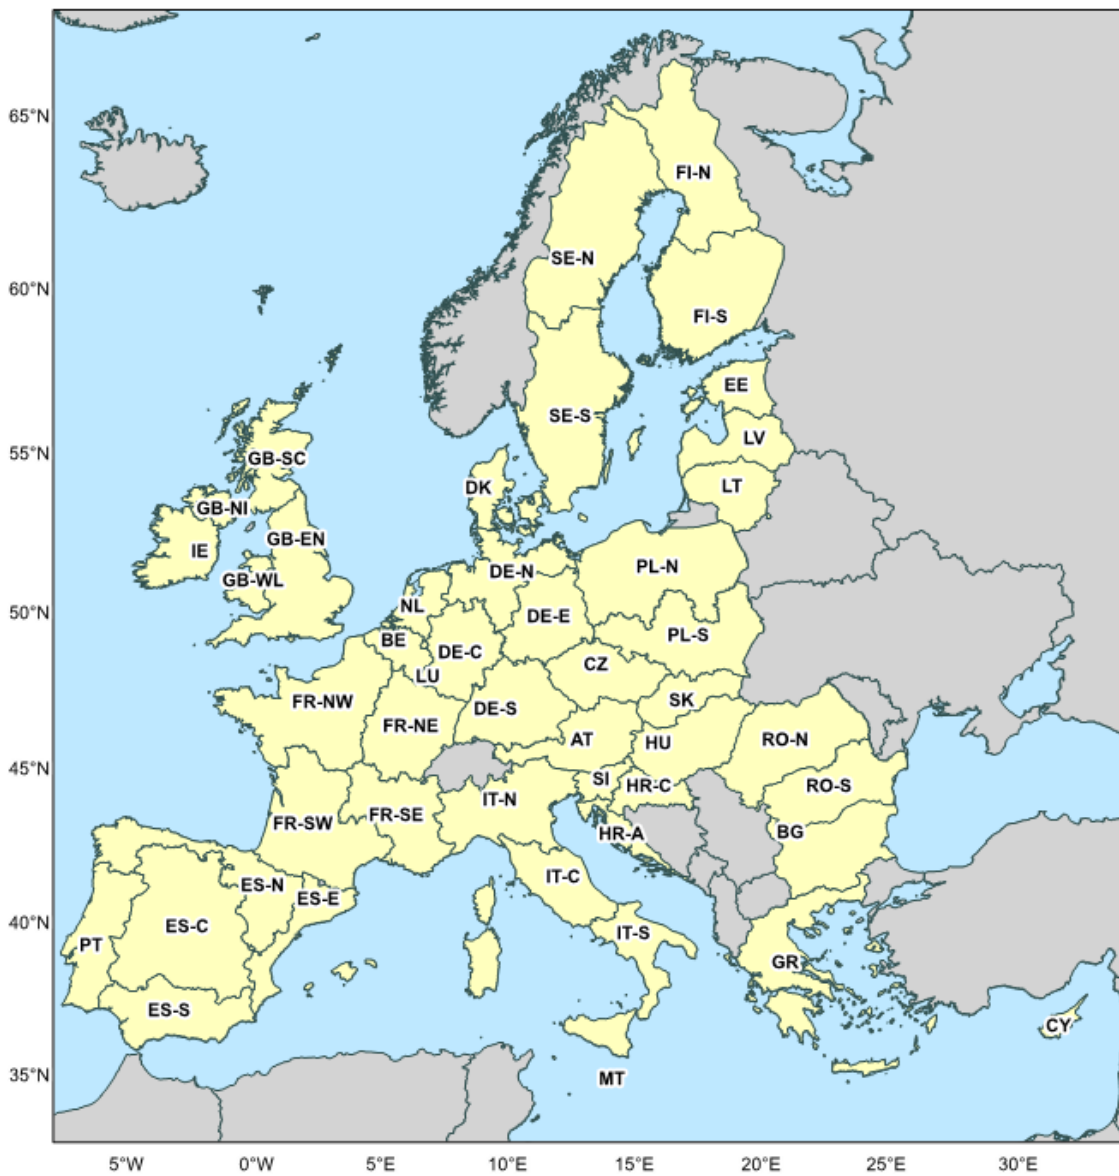 65°N
FI-N
SE-N
60°N
FI-S
EE
SE-S
LV
55°N
GB-SC
LT
DK
GB-NI
GB-EN
IE
PL-N
DE-N
GB-WL
50°N
NL
DE-E
PL-S
BE
DE-C
CZ
LU
FR-NW
SK
DE-S
FR-NE
AT
HU
RO-N
45°N
SI
HR-C
RO-S
IT-N
FR-SE
FR-SW
HR-A
BG
ES-N
IT-C
ES-E
40°N
ES-C
IT-S
PT
GR
ES-S
CY
35°N
MT
5°W 0°W 5°E 10°E 15°E 20°E 25°E 30°E